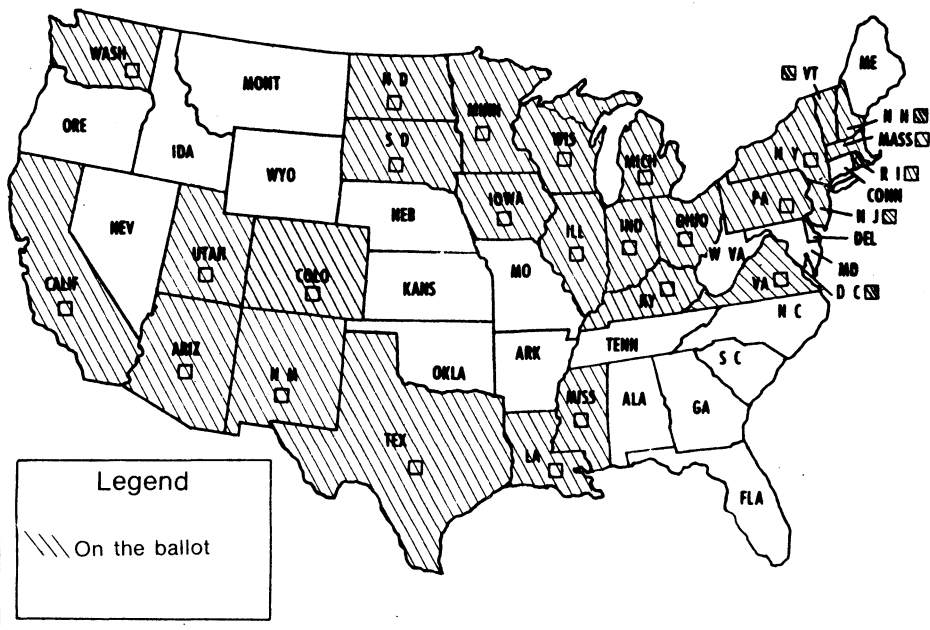 WASH
MONT
N D
MINN
VT
ME
ORE
IDA
S D
WIS
MICH
N Y
N H
MASS
WYO
R I
CONN
NEV
NEB
IOWA
PA
N J
UTAH
COLO
ILL
IND
OHIO
W VA
DEL
CALIF
KANS
MO
KY
VA
MD
D C
ARIZ
N M
OKLA
ARK
TENN
N C
S C
TEX
LA
MISS
ALA
GA
FLA
Legend
On the ballot